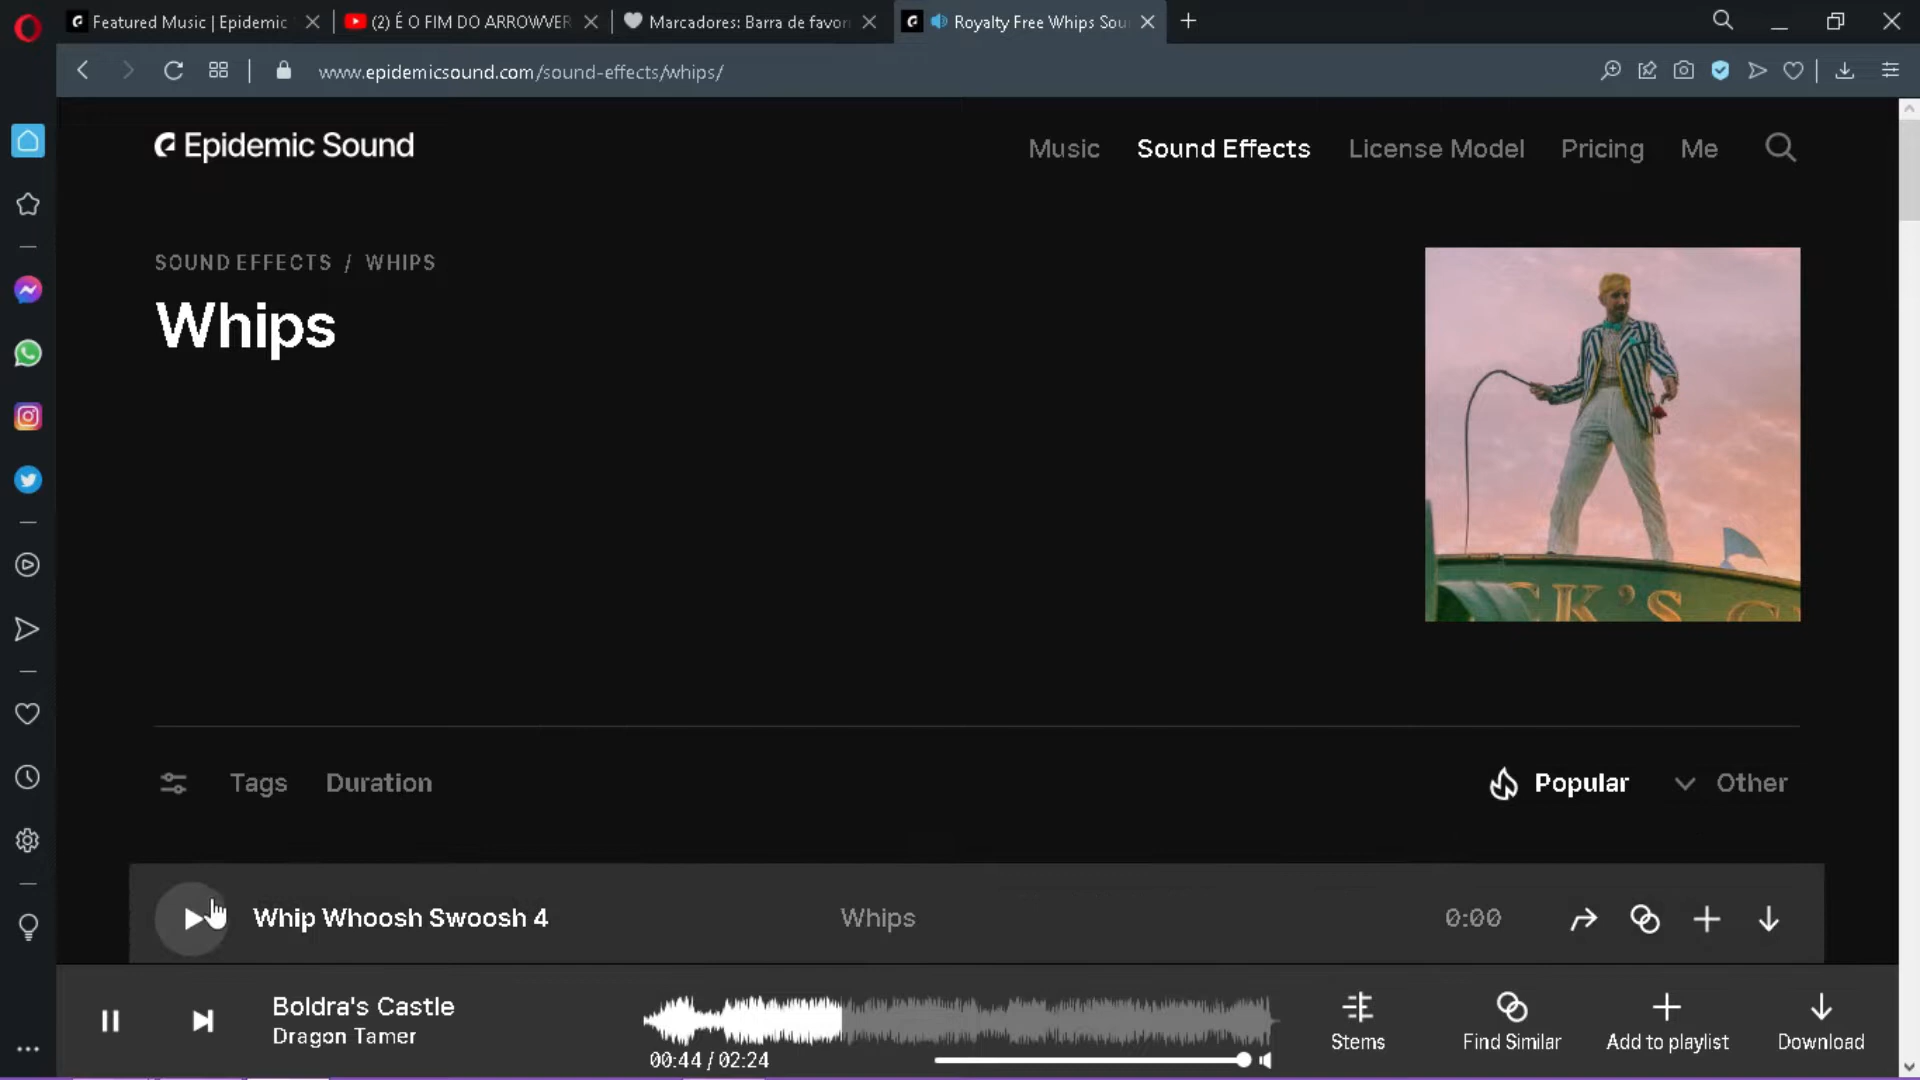 Featured Music | Epidemic
(2) É O FIM DO ARROWVER
Marcadores: Barra de favor
Royalty Free Whips Sou
www.epidemicsound.com/sound-effects/whips/
Epidemic Sound
Music
Sound Effects
License Model
Pricing
Me
SOUND EFFECTS / WHIPS
Whips
CK'S
Tags
Duration
Popular
Other
Whip Whoosh Swoosh 4
Whips
0:00
Boldra's Castle
Dragon Tamer
00:44 / 02:24
Stems
Find Similar
Add to playlist
Download